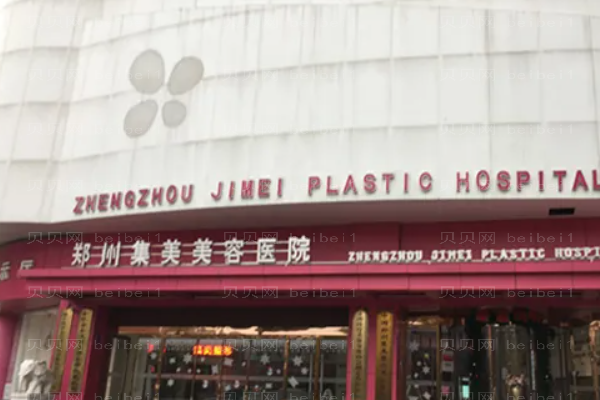 ZHENGZHOU JIMEI PLASTIC HOSPITAL
郑州集美美容医院
ZHENGZHOU JIMEI PLASTIC HOSPI
贝贝网 beibei1